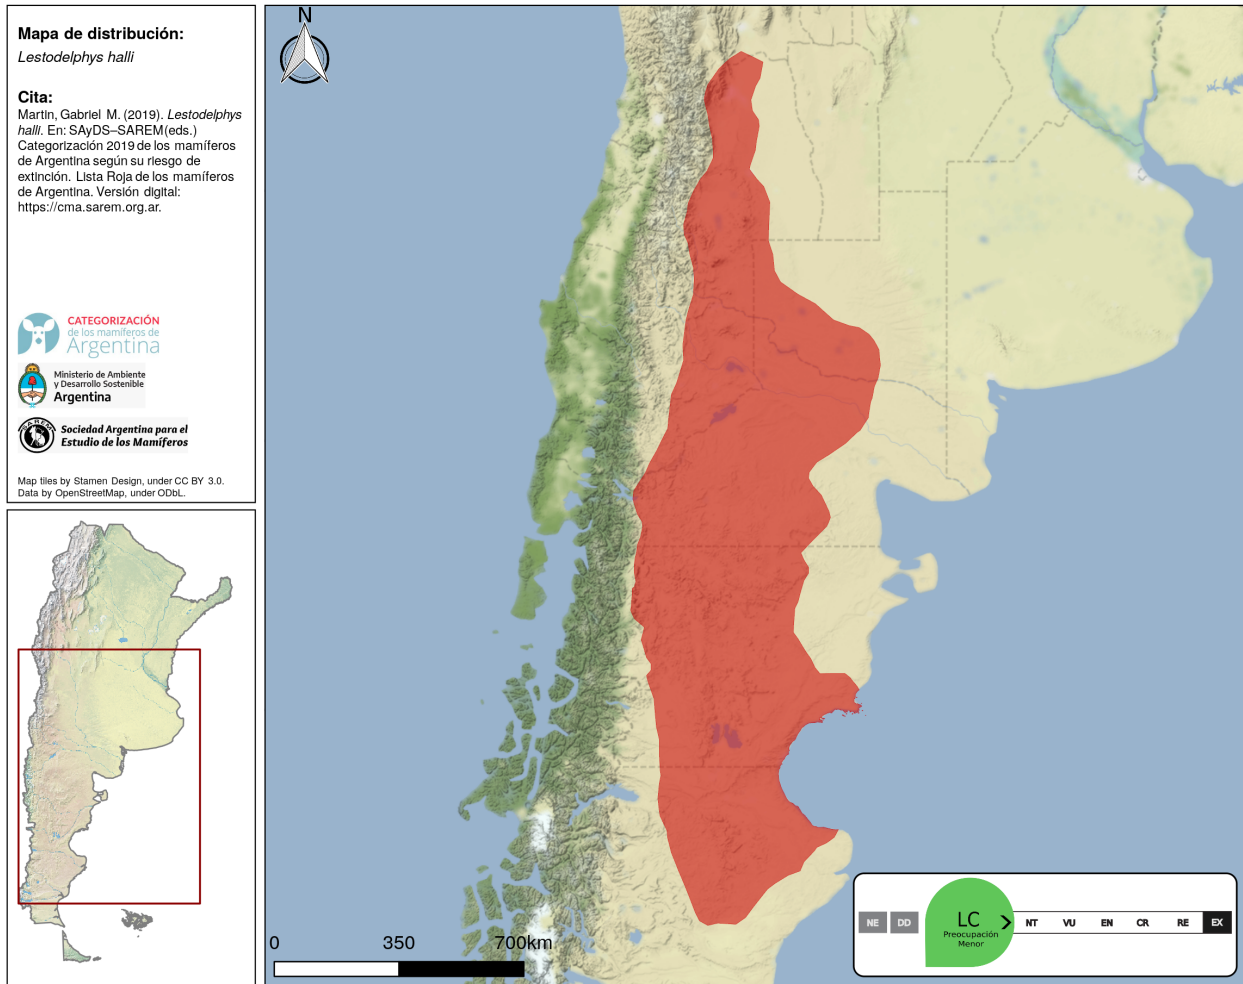 Mapa de distribución:
Lestodelphys halli
Cita:
Martin, Gabriel M. (2019). Lestodelphys
halli. En: SAyDS–SAREM (eds.)
Categorización 2019 de los mamíferos
de Argentina según su riesgo de
extinción. Lista Roja de los mamíferos
de Argentina. Versión digital:
https://cma.sarem.org.ar.
CATEGORIZACIÓN
de los mamíferos de
Argentina
Ministerio de Ambiente
y Desarrollo Sostenible
Argentina
SAREM
Sociedad Argentina para el
Estudio de los Mamíferos
Map tiles by Stamen Design, under CC BY 3.0.
Data by OpenStreetMap, under ODbL.
N
0 350 700km
NE DD LC NT VU EN CR RE EX
Preocupación
Menor